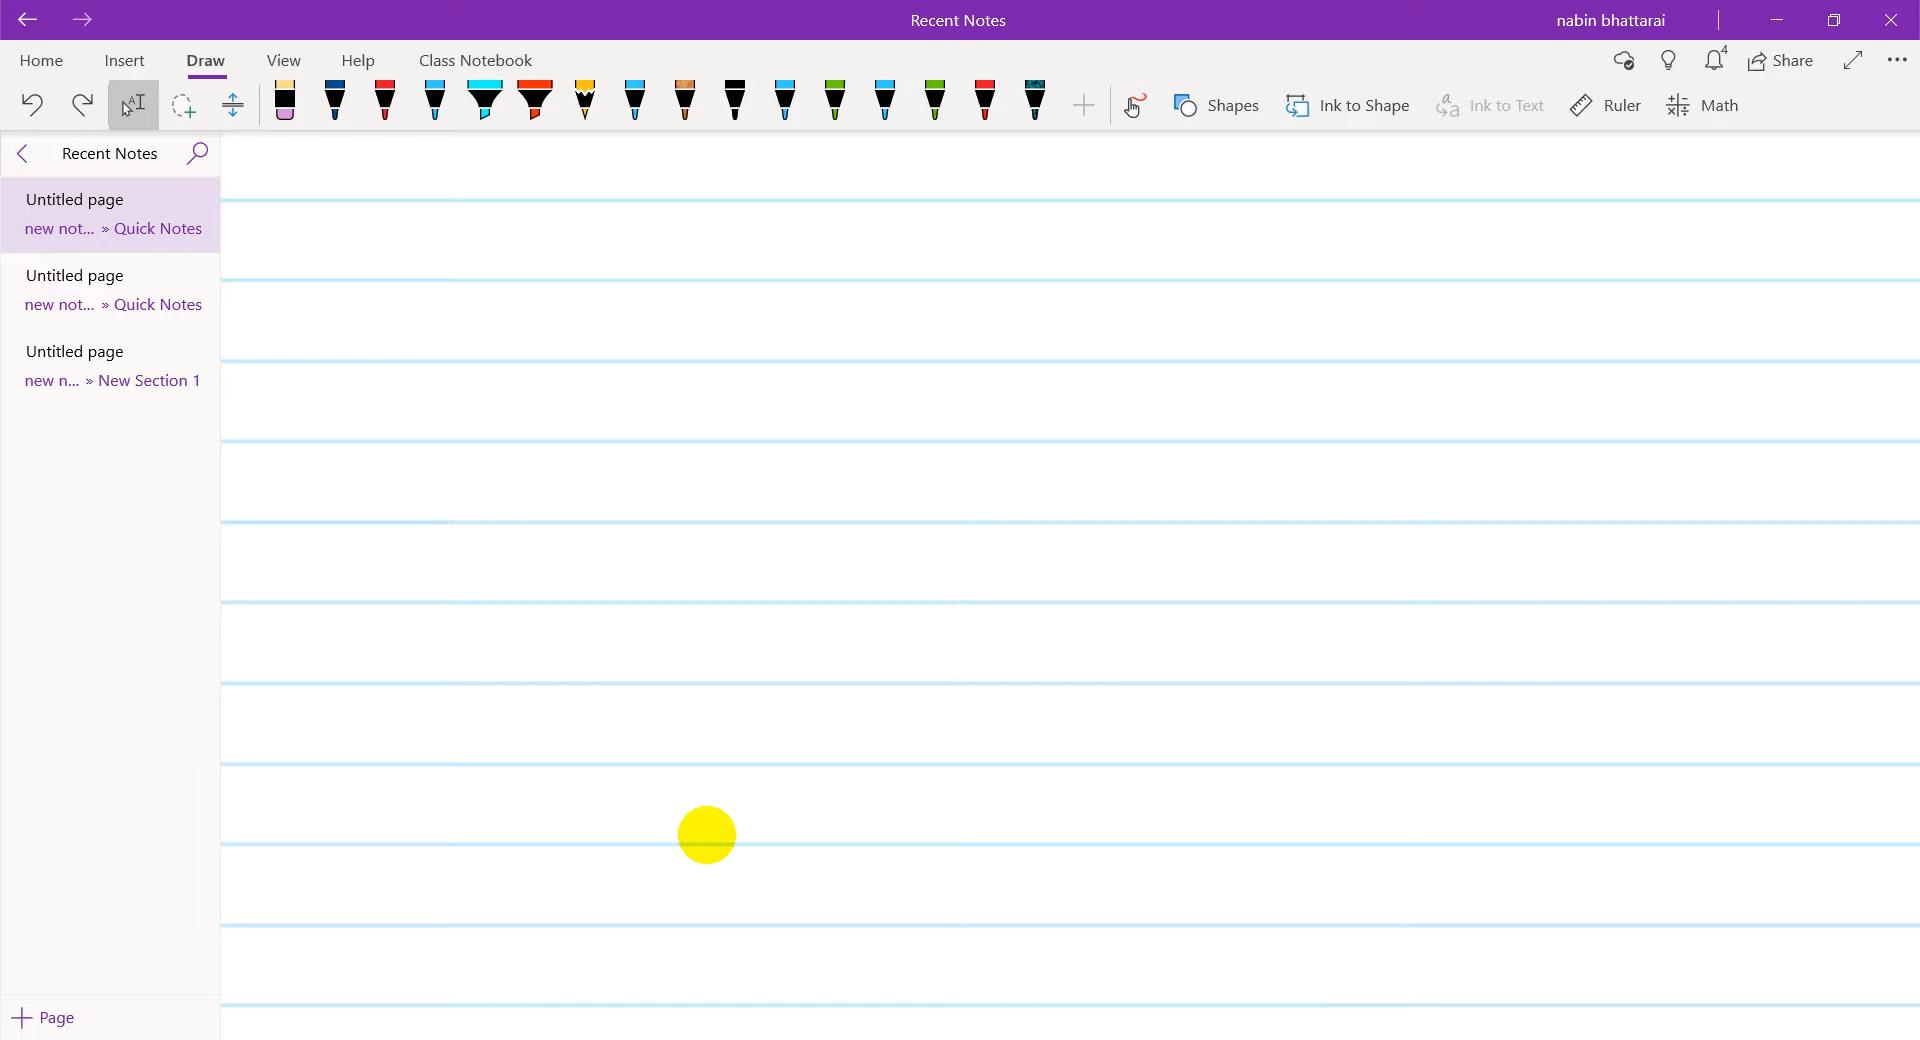 Recent Notes
nabin bhattarai
Home Insert Draw View Help Class Notebook
4
Share
AI
Shapes
Ink to Shape
Ink to Text
Ruler
Math
Recent Notes
Untitled page
new not... » Quick Notes
Untitled page
new not... » Quick Notes
Untitled page
new n... » New Section 1
Page